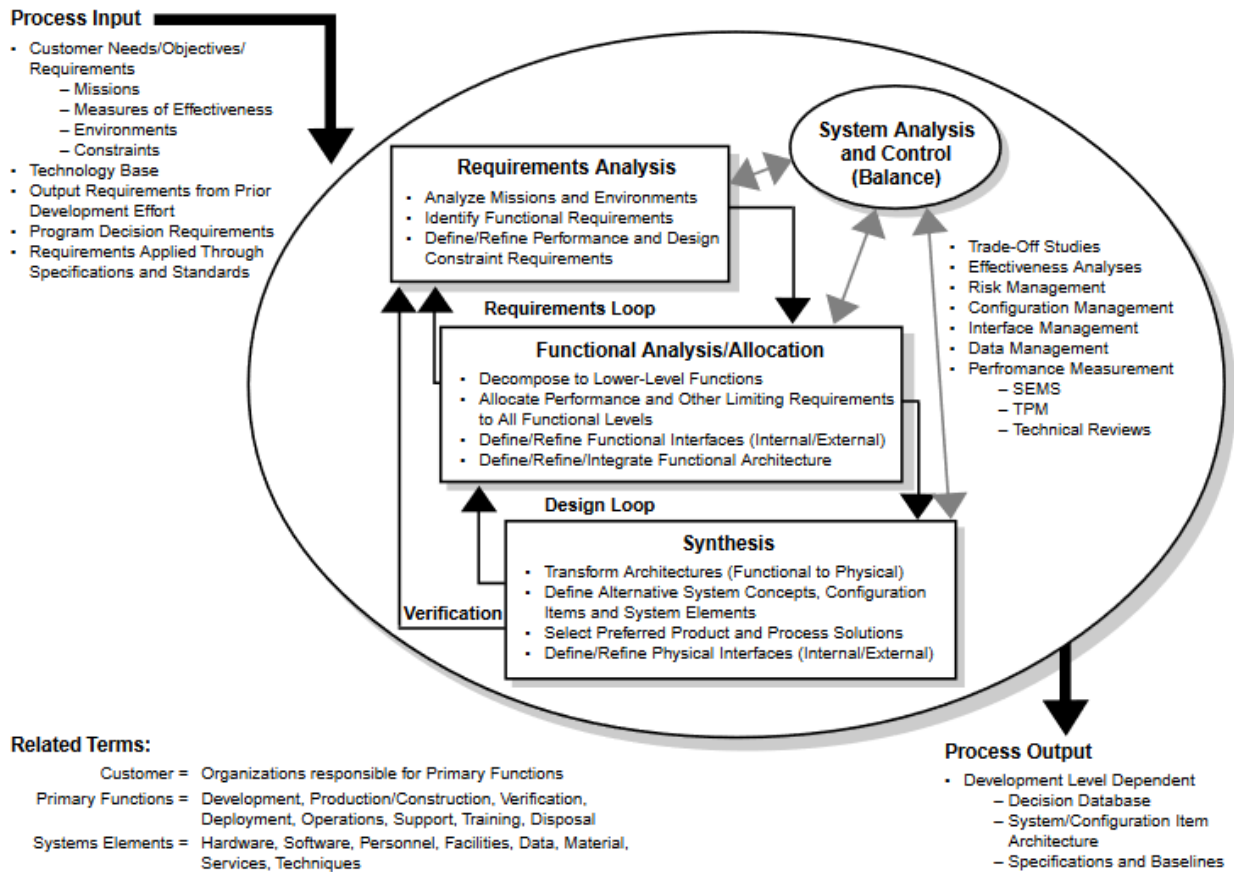 Process Input
▪ Customer Needs/Objectives/
Requirements
– Missions
– Measures of Effectiveness
– Environments
– Constraints
▪ Technology Base
▪ Output Requirements from Prior
Development Effort
▪ Program Decision Requirements
▪ Requirements Applied Through
Specifications and Standards
System Analysis
and Control
(Balance)
Requirements Analysis
▪ Analyze Missions and Environments
▪ Identify Functional Requirements
▪ Define/Refine Performance and Design
Constraint Requirements
▪ Trade-Off Studies
▪ Effectiveness Analyses
▪ Risk Management
▪ Configuration Management
▪ Interface Management
▪ Data Management
▪ Perfromance Measurement
– SEMS
– TPM
– Technical Reviews
Requirements Loop
Functional Analysis/Allocation
▪ Decompose to Lower-Level Functions
▪ Allocate Performance and Other Limiting Requirements
to All Functional Levels
▪ Define/Refine Functional Interfaces (Internal/External)
▪ Define/Refine/Integrate Functional Architecture
Design Loop
Synthesis
▪ Transform Architectures (Functional to Physical)
▪ Define Alternative System Concepts, Configuration
Items and System Elements
▪ Select Preferred Product and Process Solutions
▪ Define/Refine Physical Interfaces (Internal/External)
Verification
Related Terms:
Customer = Organizations responsible for Primary Functions
Primary Functions = Development, Production/Construction, Verification,
Deployment, Operations, Support, Training, Disposal
Systems Elements = Hardware, Software, Personnel, Facilities, Data, Material,
Services, Techniques
Process Output
▪ Development Level Dependent
– Decision Database
– System/Configuration Item
Architecture
– Specifications and Baselines